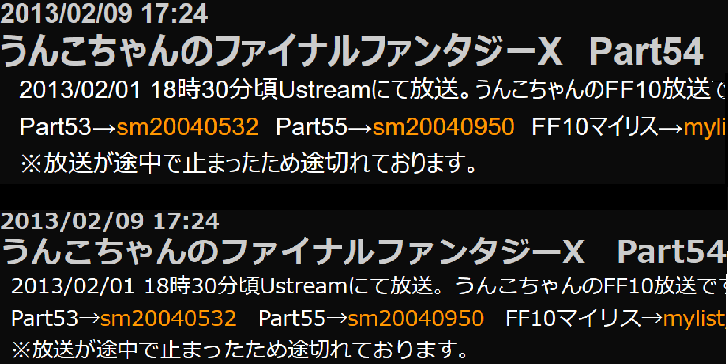 2013/02/09 17:24
うんこちゃんのファイナルファンタジーX　Part54
2013/02/01 18時30分頃Ustreamにて放送。うんこちゃんのFF10放送で
Part53→sm20040532　Part55→sm20040950　FF10マイリス→myli
※放送が途中で止まったため途切れております。
2013/02/09 17:24
うんこちゃんのファイナルファンタジーX　Part54
2013/02/01 18時30分頃Ustreamにて放送。うんこちゃんのFF10放送です
Part53→sm20040532　Part55→sm20040950　FF10マイリス→mylist
※放送が途中で止まったため途切れております。